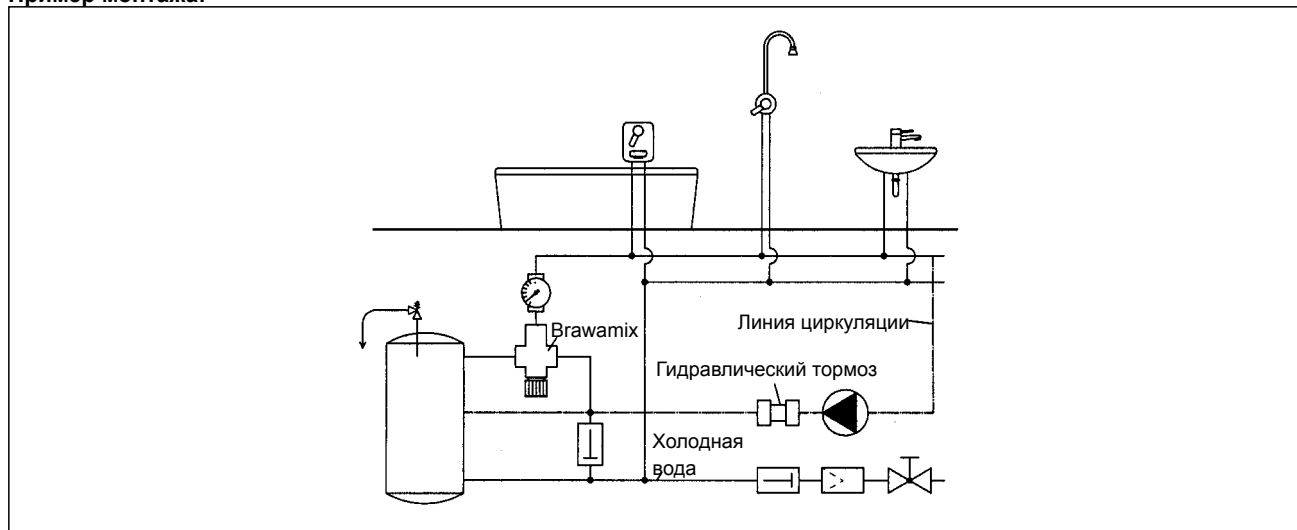 Пример монтажа:
Brawamix
Линия циркуляции
Гидравлический тормоз
Холодная
вода